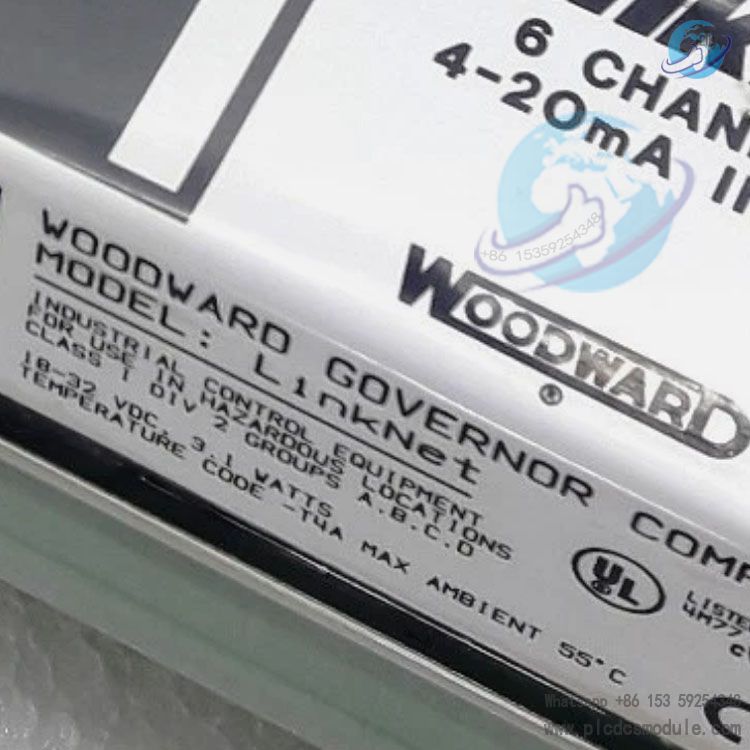 6 CHAN
4-20mA
WOODWARD
®
WOODWARD GOVERNOR COMP
MODEL: LinkNet
INDUSTRIAL CONTROL EQUIPMENT
FOR USE IN HAZARDOUS LOCATIONS
CLASS I DIV 2 GROUPS A.B.C.D
18-32 VDC, 3.1 WATTS
TEMPERATURE CODE -T4A MAX AMBIENT 55°C
UL
LISTE
4M77
+86 15359254348
Whatsapp +86 153 59254348
www.plcdcsmodule.com